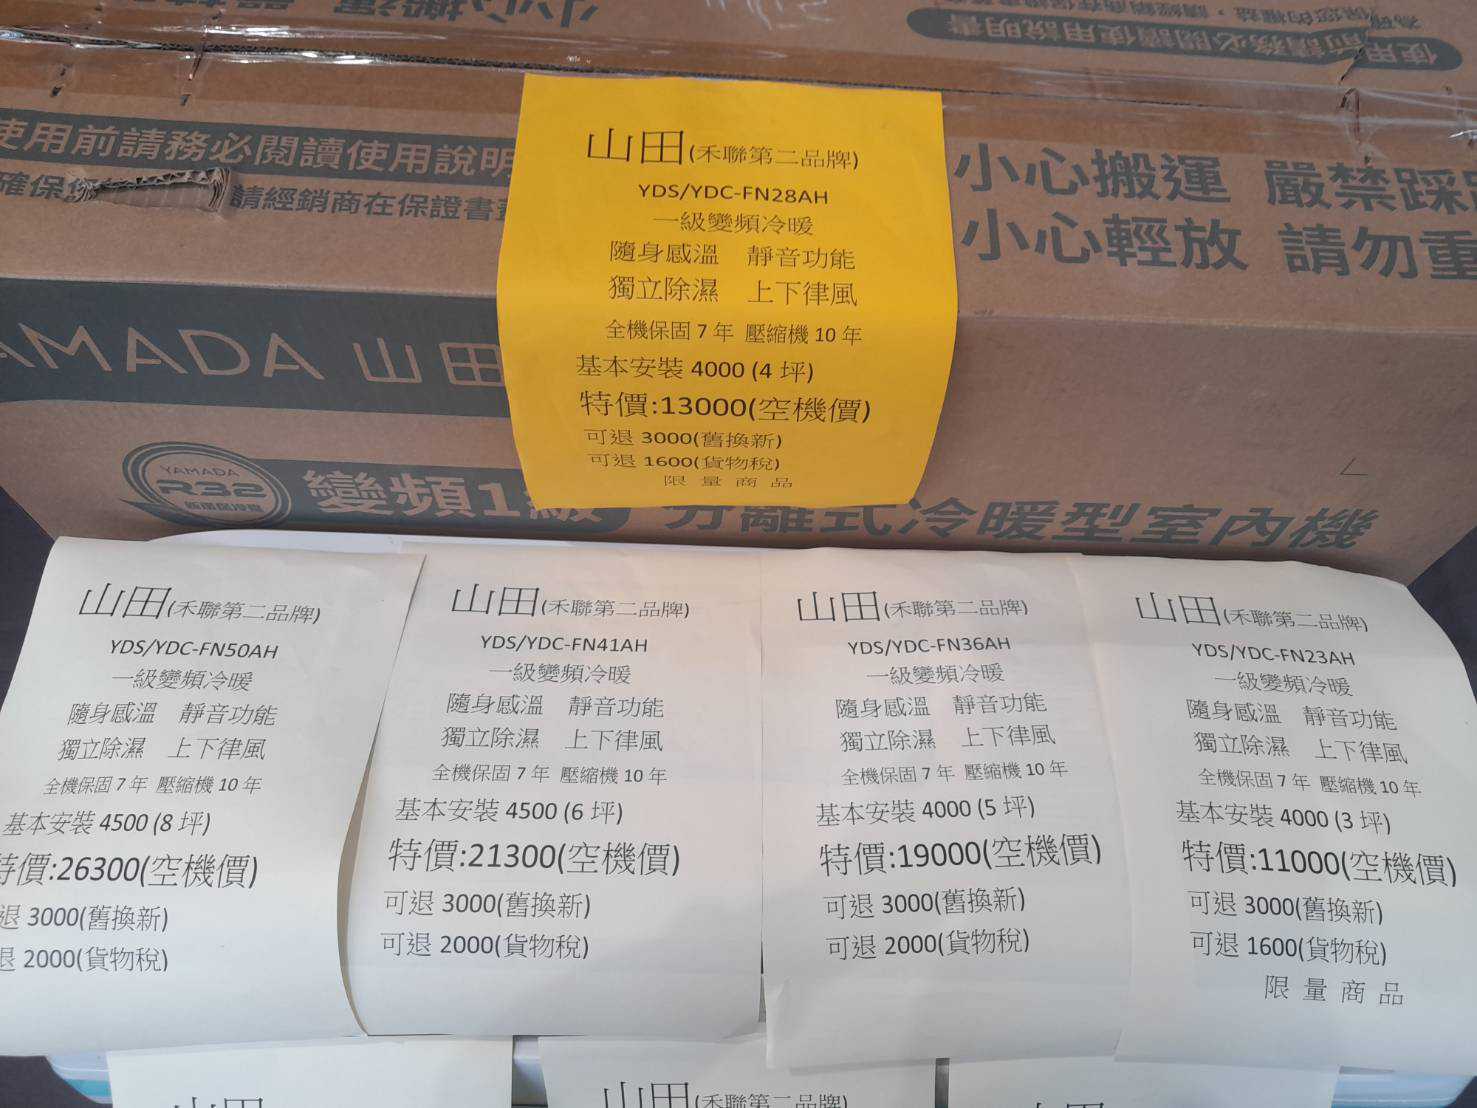 使用前請務必閱讀使用說明書
使用前請務必閱讀使用說明
請經銷商在保證書
小心搬運 嚴禁踩
小心輕放 請勿重
AMADA 山田
YAMADA
R32
變頻1級
分離式冷暖型室內機
山田(禾聯第二品牌)
YDS/YDC-FN28AH
一級變頻冷暖
隨身感溫 靜音功能
獨立除濕 上下律風
全機保固 7 年 壓縮機 10 年
基本安裝 4000 (4 坪)
特價:13000(空機價)
可退 3000(舊換新)
可退 1600(貨物稅)
限 量 商 品
山田(禾聯第二品牌)
YDS/YDC-FN50AH
一級變頻冷暖
隨身感溫 靜音功能
獨立除濕 上下律風
全機保固 7 年 壓縮機 10 年
基本安裝 4500 (8 坪)
特價:26300(空機價)
退 3000(舊換新)
退 2000(貨物稅)
山田(禾聯第二品牌)
YDS/YDC-FN41AH
一級變頻冷暖
隨身感溫 靜音功能
獨立除濕 上下律風
全機保固 7 年 壓縮機 10 年
基本安裝 4500 (6 坪)
特價:21300(空機價)
可退 3000(舊換新)
可退 2000(貨物稅)
山田(禾聯第二品牌)
YDS/YDC-FN36AH
一級變頻冷暖
隨身感溫 靜音功能
獨立除濕 上下律風
全機保固 7 年 壓縮機 10 年
基本安裝 4000 (5 坪)
特價:19000(空機價)
可退 3000(舊換新)
可退 2000(貨物稅)
山田(禾聯第二品牌)
YDS/YDC-FN23AH
一級變頻冷暖
隨身感溫 靜音功能
獨立除濕 上下律風
全機保固 7 年 壓縮機 10 年
基本安裝 4000 (3 坪)
特價:11000(空機價)
可退 3000(舊換新)
可退 1600(貨物稅)
限 量 商 品
山田
山田(禾聯第二品牌)
山田